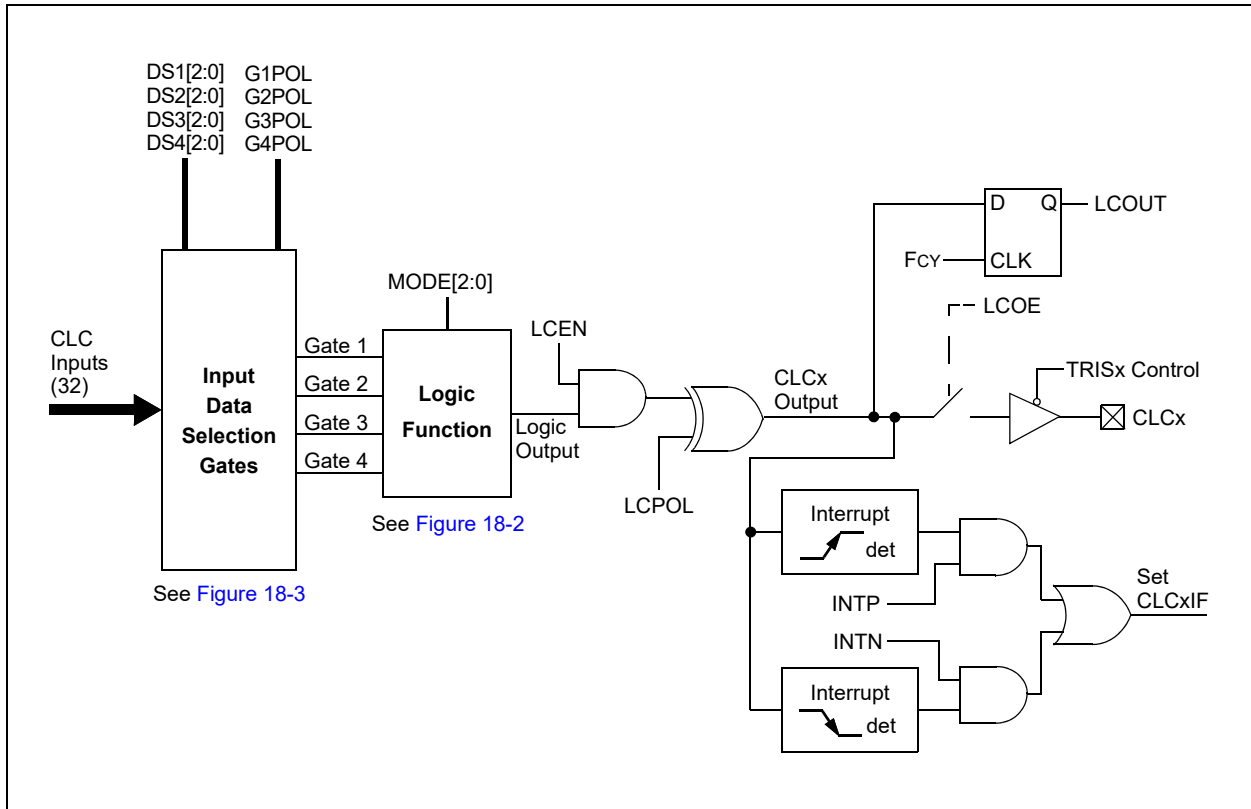 DS1[2:0] G1POL
DS2[2:0] G2POL
DS3[2:0] G3POL
DS4[2:0] G4POL
CLC
Inputs
(32)
Input
Data
Selection
Gates
See Figure 18-3
Gate 1
Gate 2
Gate 3
Gate 4
MODE[2:0]
Logic
Function
See Figure 18-2
Logic
Output
LCEN
LCPOL
CLCx
Output
D Q
CLK
LCOUT
FCY
LCOE
TRISx Control
CLCx
Interrupt
det
INTP
INTN
Interrupt
det
Set
CLCxIF